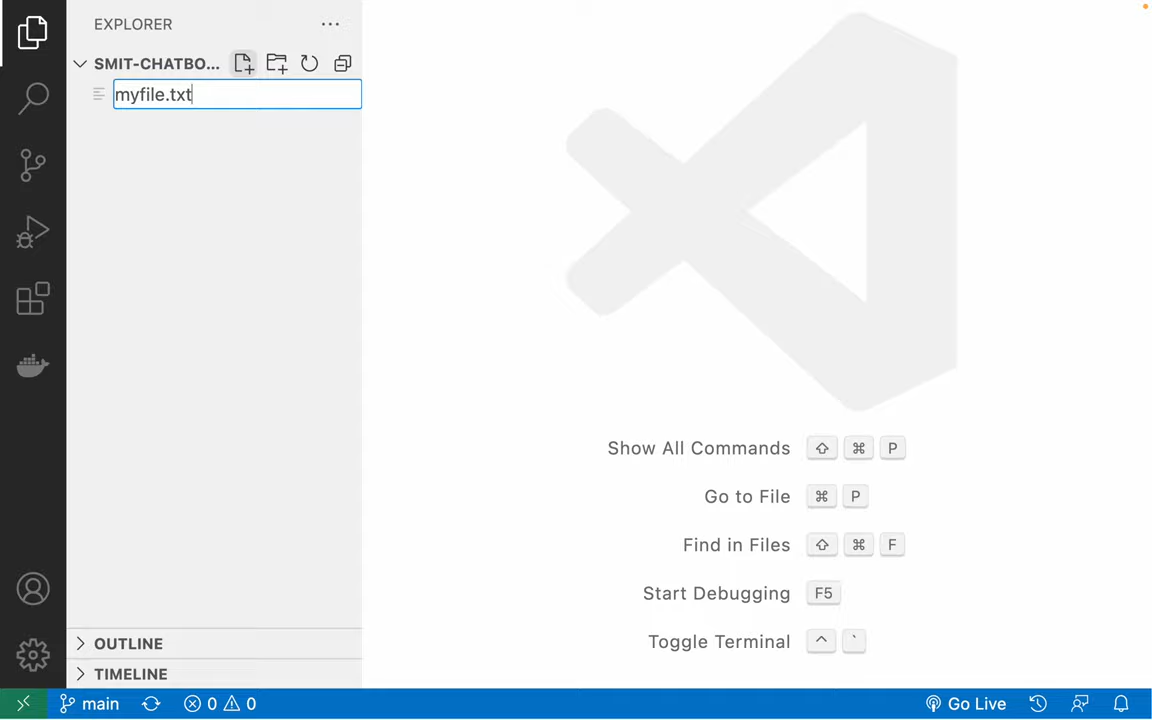 EXPLORER
SMIT-CHATBO...
myfile.txt
Show All Commands ⇧ ⌘ P
Go to File ⌘ P
Find in Files ⇧ ⌘ F
Start Debugging F5
Toggle Terminal ^ `
OUTLINE
TIMELINE
main 0 0 Go Live